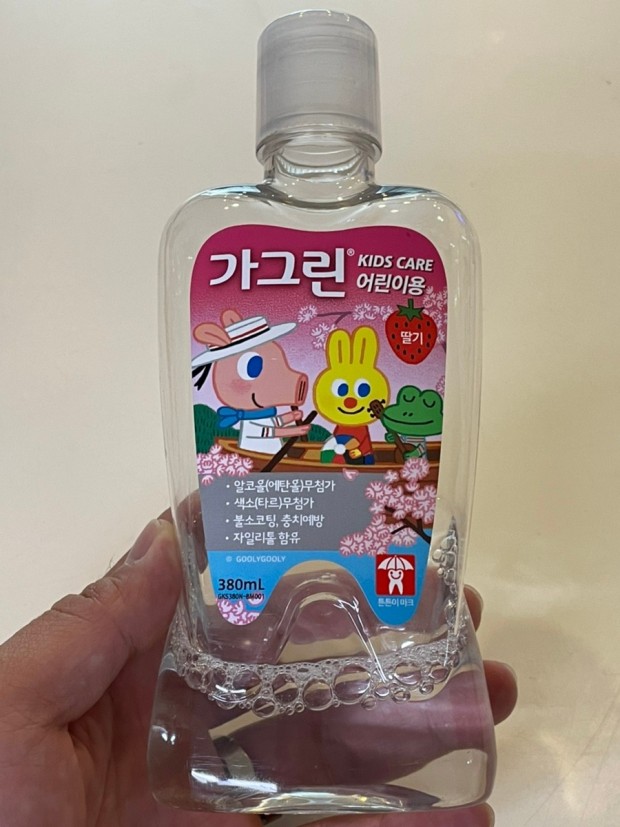 가그린® KIDS CARE
어린이용
딸기
· 알코올(에탄올)무첨가
· 색소(타르)무첨가
· 불소코팅, 충치예방
· 자일리톨 함유
© GOOLYGOOLY
380mL
GKS380H-BM001
튼튼이 마크